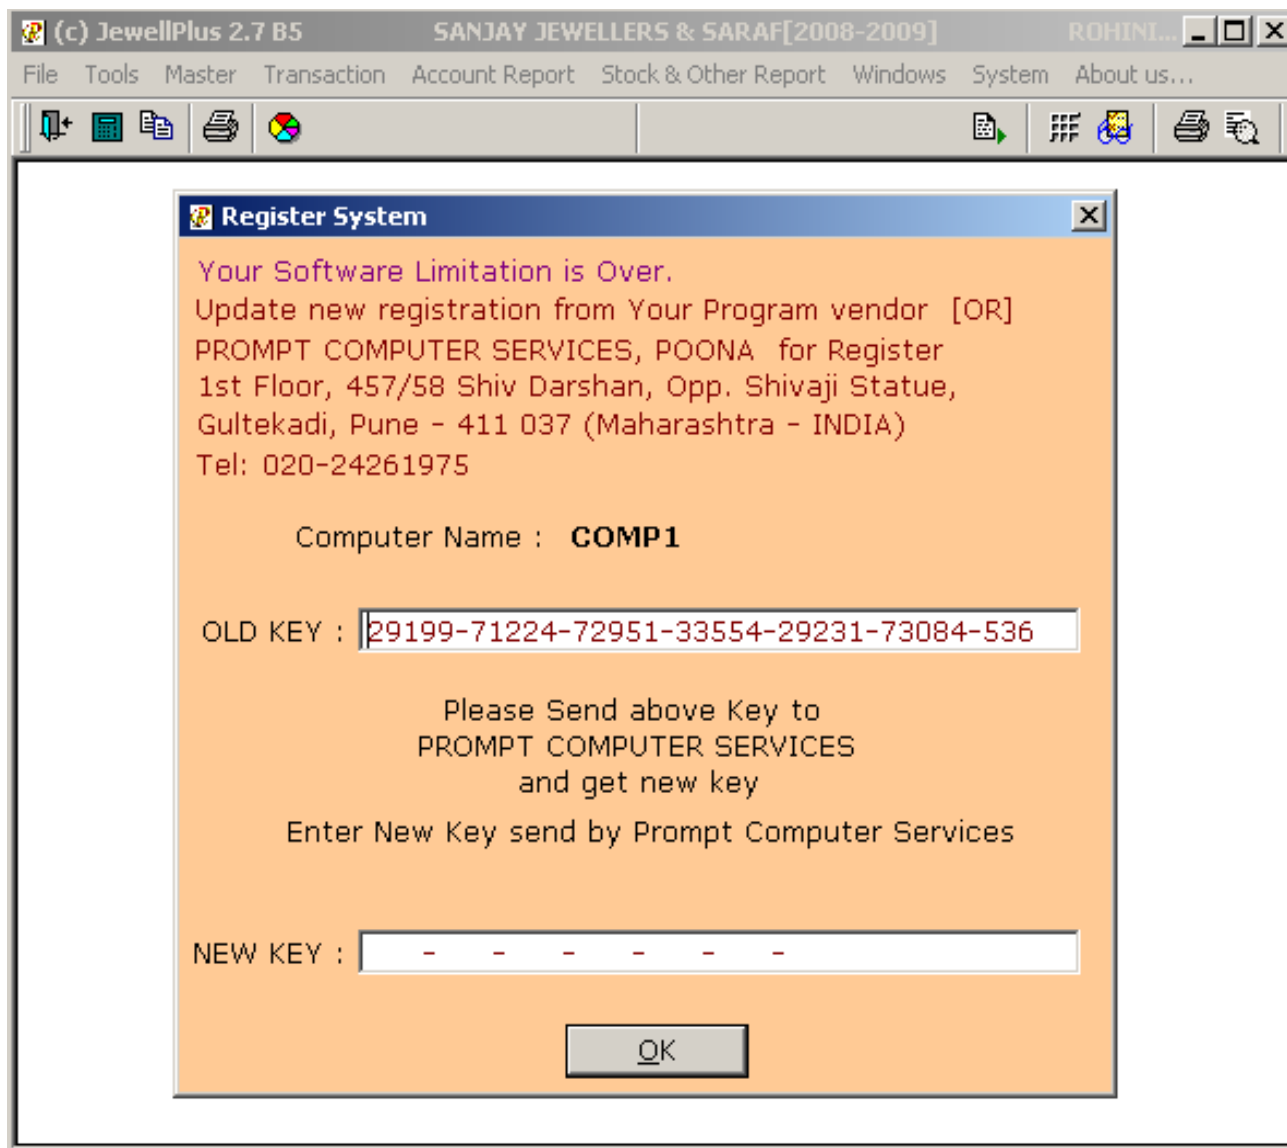 (c) JewellPlus 2.7 B5 SANJAY JEWELLERS & SARAF[2008-2009] ROHINI...
File Tools Master Transaction Account Report Stock & Other Report Windows System About us...
Register System
Your Software Limitation is Over.
Update new registration from Your Program vendor [OR]
PROMPT COMPUTER SERVICES, POONA for Register
1st Floor, 457/58 Shiv Darshan, Opp. Shivaji Statue,
Gultekadi, Pune - 411 037 (Maharashtra - INDIA)
Tel: 020-24261975
Computer Name : COMP1
OLD KEY : 29199-71224-72951-33554-29231-73084-536
Please Send above Key to
PROMPT COMPUTER SERVICES
and get new key
Enter New Key send by Prompt Computer Services
NEW KEY : - - - - - -
OK